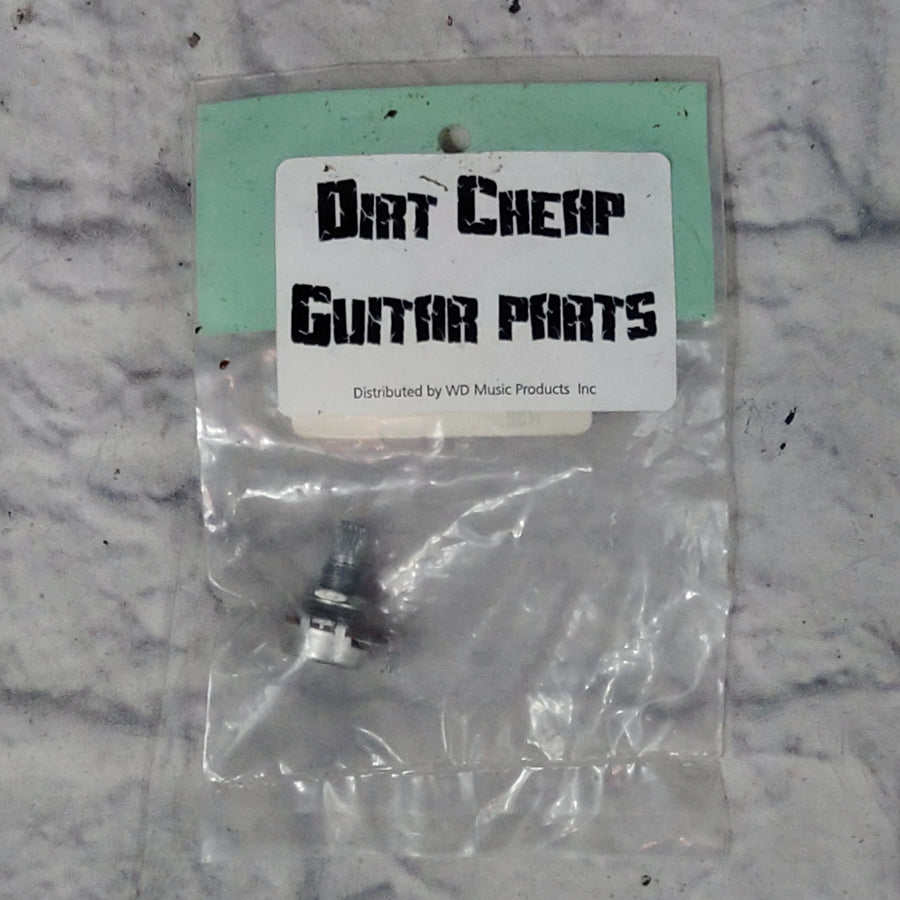 Dirt Cheap
Guitar parts
Distributed by WD Music Products Inc